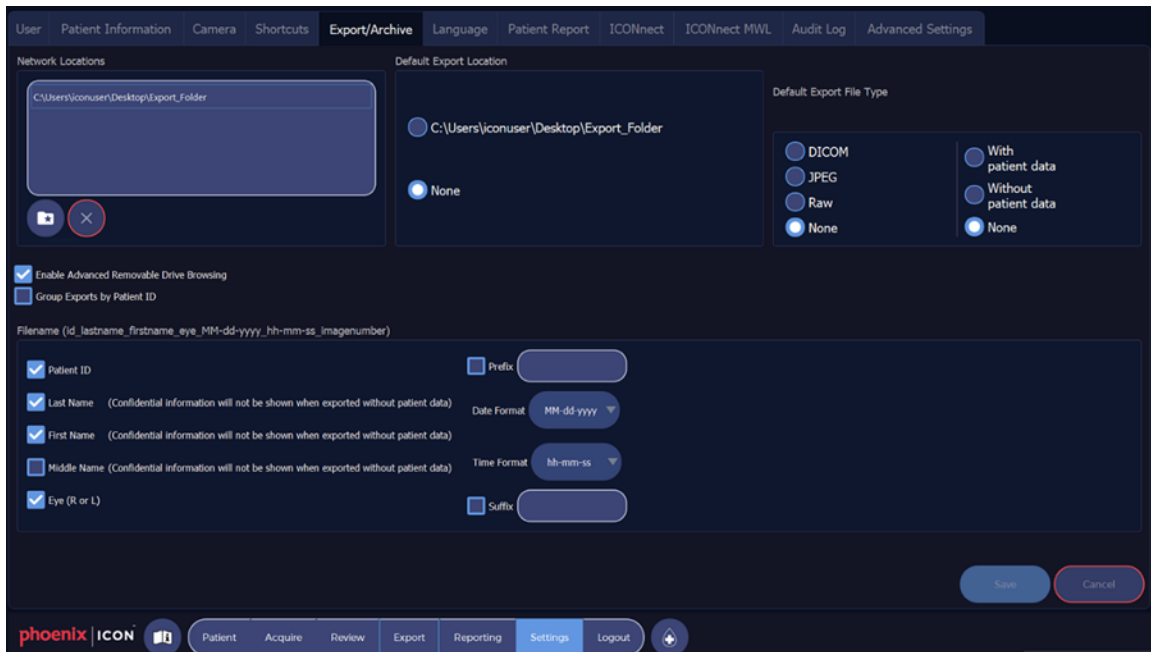 User Patient Information Camera Shortcuts Export/Archive Language Patient Report ICONnect ICONnect MWL Audit Log Advanced Settings
Network Locations
C:\Users\iconuser\Desktop\Export_Folder
Default Export Location
C:\Users\iconuser\Desktop\Export_Folder
None
Default Export File Type
DICOM
JPEG
Raw
None
With
patient data
Without
patient data
None
Enable Advanced Removable Drive Browsing
Group Exports by Patient ID
Filename (id_lastname_firstname_eye_MM-dd-yyyy_hh-mm-ss_imagenumber)
Patient ID
Last Name (Confidential information will not be shown when exported without patient data)
First Name (Confidential information will not be shown when exported without patient data)
Middle Name (Confidential information will not be shown when exported without patient data)
Eye (R or L)
Prefix
Date Format MM-dd-yyyy
Time Format hh-mm-ss
Suffix
Save Cancel
phoenix | ICON Patient Acquire Review Export Reporting Settings Logout